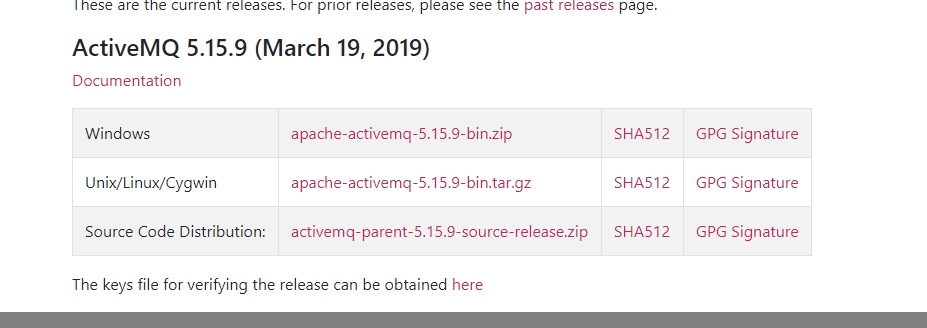 These are the current releases. For prior releases, please see the past releases page.
ActiveMQ 5.15.9 (March 19, 2019)
Documentation
Windows apache-activemq-5.15.9-bin.zip SHA512 GPG Signature
Unix/Linux/Cygwin apache-activemq-5.15.9-bin.tar.gz SHA512 GPG Signature
Source Code Distribution: activemq-parent-5.15.9-source-release.zip SHA512 GPG Signature
The keys file for verifying the release can be obtained here